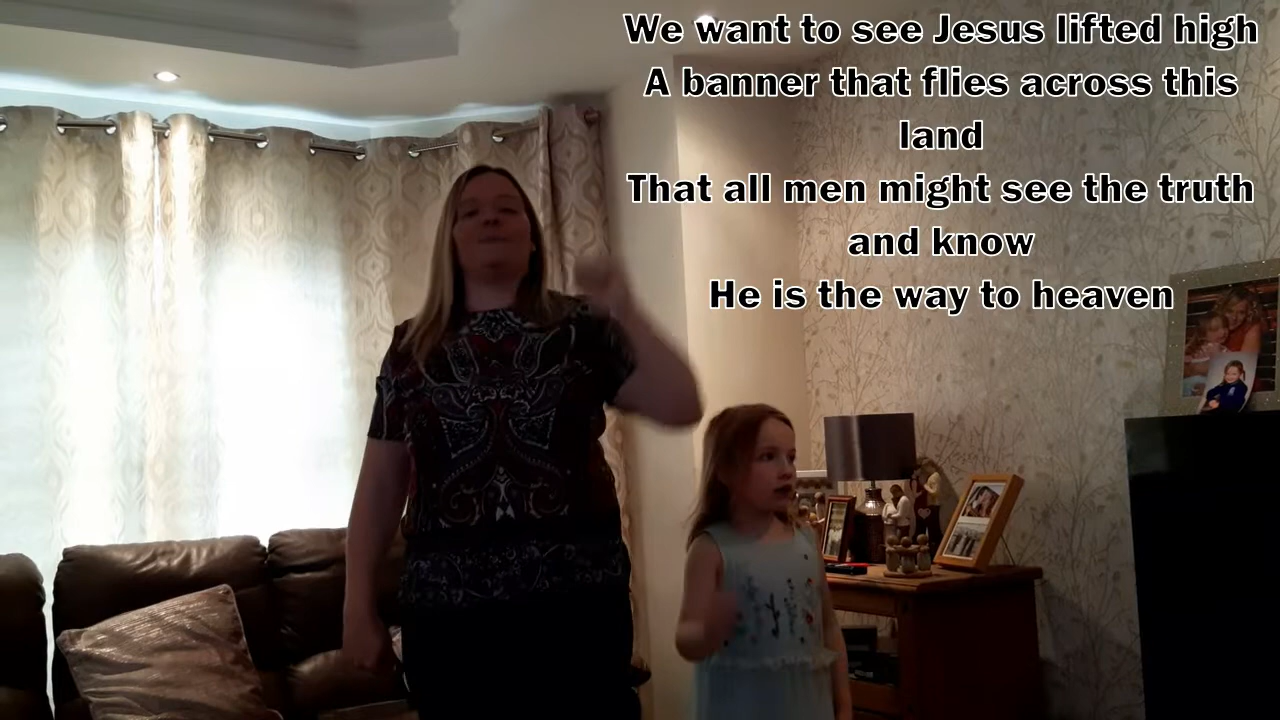 We want to see Jesus lifted high
A banner that flies across this
land
That all men might see the truth
and know
He is the way to heaven